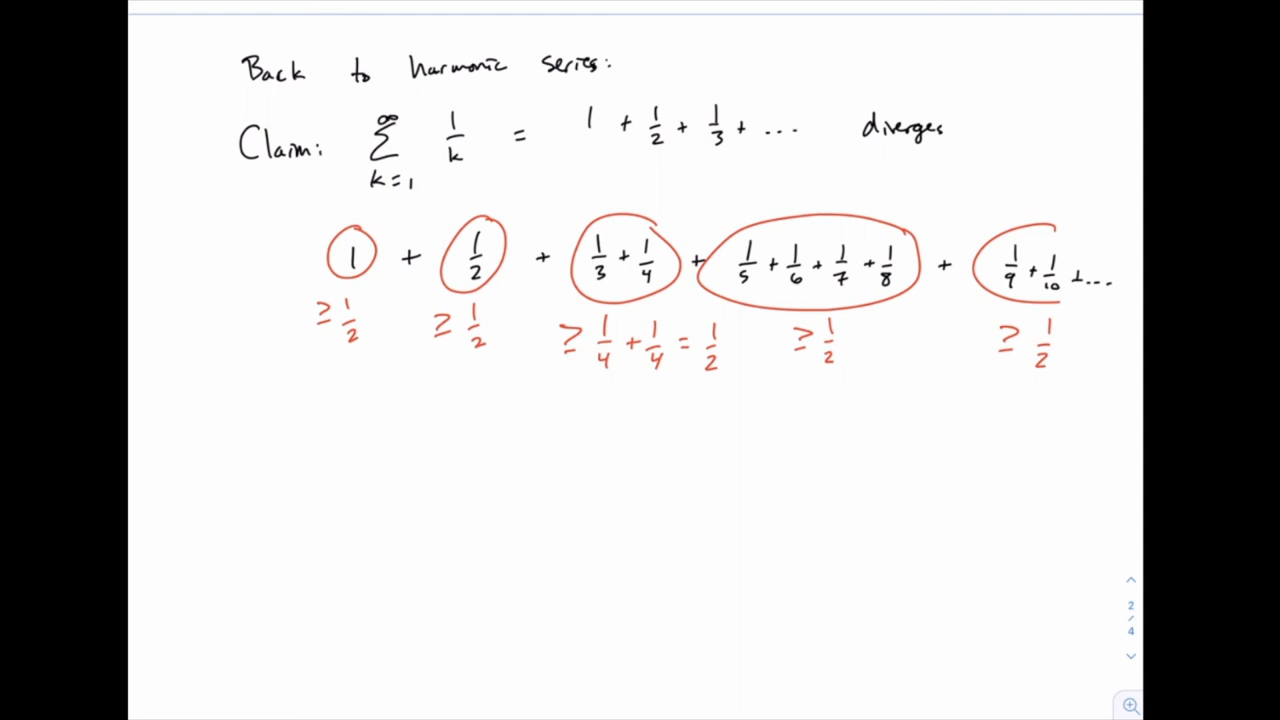 Back to harmonic series:
Claim: ∞ ∑ k=1 1/k = 1 + 1/2 + 1/3 + ... diverges
1 + 1/2 + 1/3 + 1/4 + 1/5 + 1/6 + 1/7 + 1/8 + 1/9 + 1/10 + ...
≥ 1/2 ≥ 1/2 ≥ 1/4 + 1/4 = 1/2 ≥ 1/2 ≥ 1/2
2
/
4